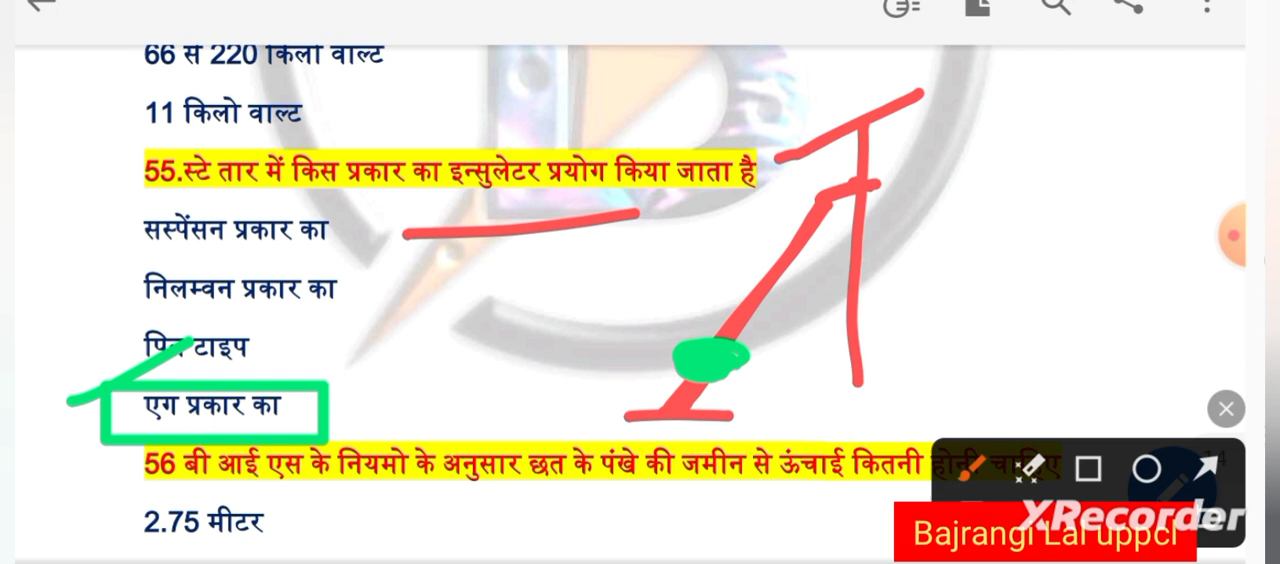 66 से 220 किलो वाल्ट
11 किलो वाल्ट
55.स्टे तार में किस प्रकार का इन्सुलेटर प्रयोग किया जाता है
सस्पेंसन प्रकार का
निलम्वन प्रकार का
पिन टाइप
एग प्रकार का
56 बी आई एस के नियमो के अनुसार छत के पंखे की जमीन से ऊंचाई कितनी होनी चाहिए
2.75 मीटर
XRecorder
Bajrangi Lal uppcl